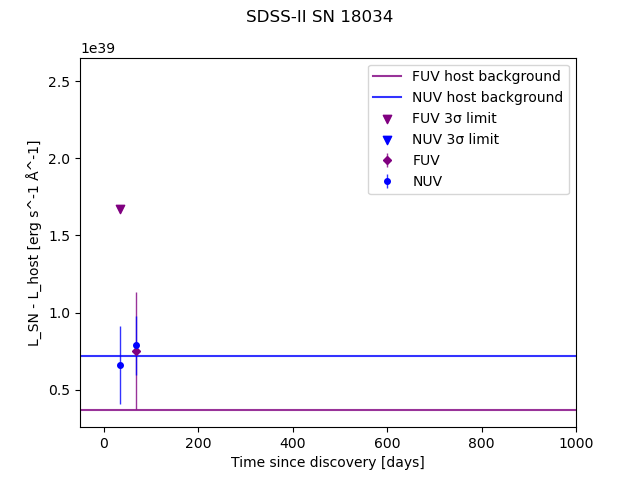 SDSS-II SN 18034
1e39
2.5
2.0
1.5
1.0
0.5
L_SN - L_host [erg s^-1 Å^-1]
FUV host background
NUV host background
FUV 3σ limit
NUV 3σ limit
FUV
NUV
0 200 400 600 800 1000
Time since discovery [days]